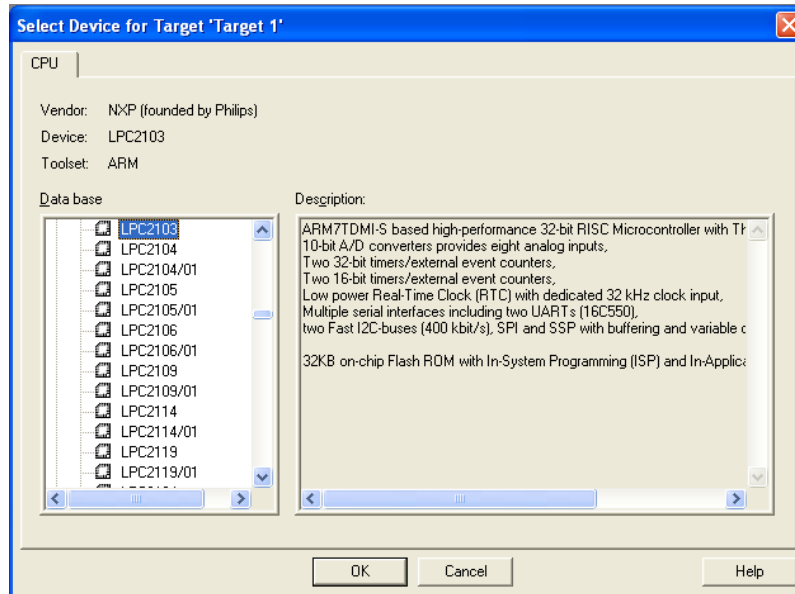 Select Device for Target 'Target 1'
CPU
Vendor: NXP (founded by Philips)
Device: LPC2103
Toolset: ARM
Data base
LPC2103
LPC2104
LPC2104/01
LPC2105
LPC2105/01
LPC2106
LPC2106/01
LPC2109
LPC2109/01
LPC2114
LPC2114/01
LPC2119
LPC2119/01
Description:
ARM7TDMI-S based high-performance 32-bit RISC Microcontroller with
10-bit A/D converters provides eight analog inputs,
Two 32-bit timers/external event counters,
Two 16-bit timers/external event counters,
Low power Real-Time Clock (RTC) with dedicated 32 kHz clock input,
Multiple serial interfaces including two UARTs (16C550),
two Fast I2C-buses (400 kbit/s), SPI and SSP with buffering and variable
32KB on-chip Flash ROM with In-System Programming (ISP) and
OK
Cancel
Help